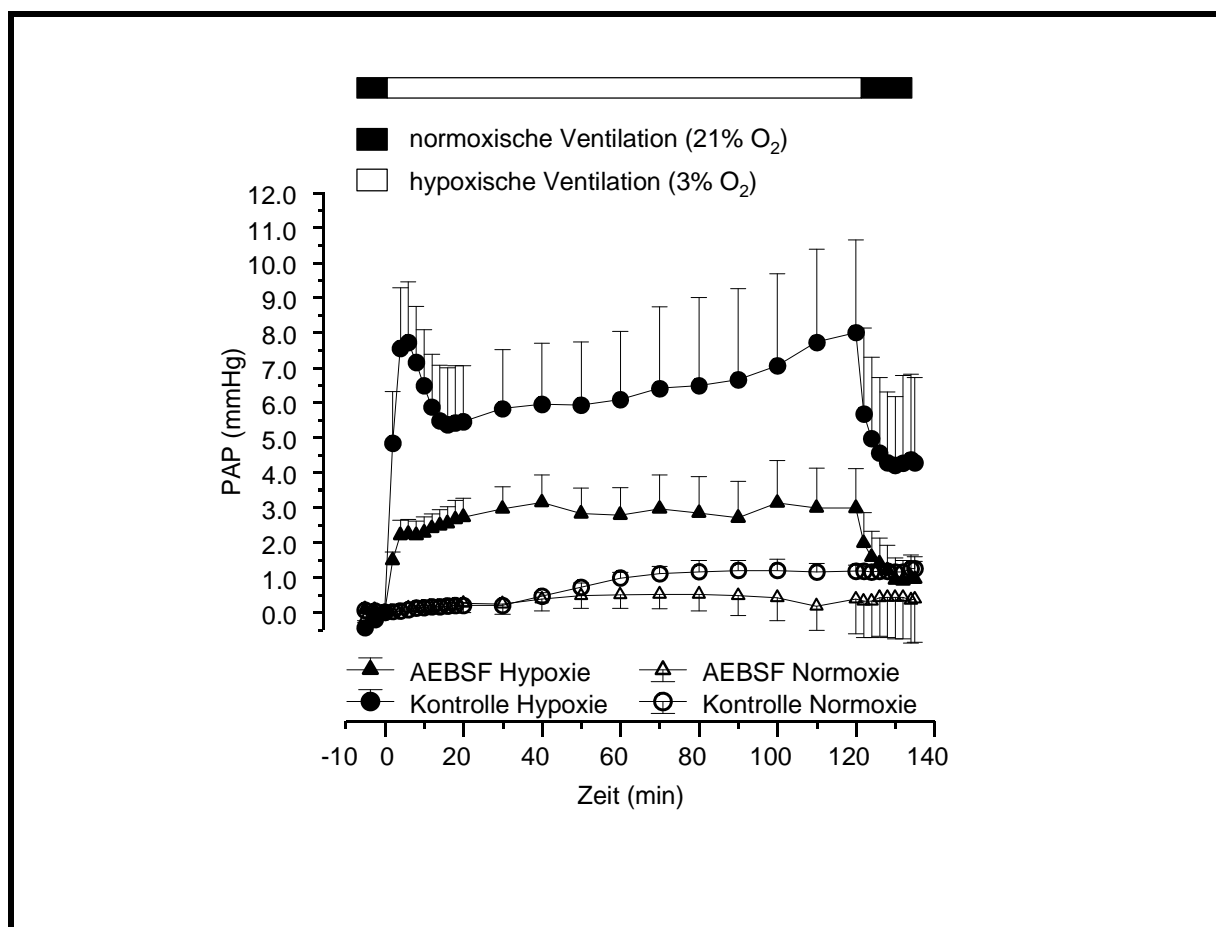 normoxische Ventilation (21% O₂)
hypoxische Ventilation (3% O₂)
12.0
11.0
10.0
9.0
8.0
7.0
6.0
5.0
4.0
3.0
2.0
1.0
0.0
PAP (mmHg)
AEBSF Hypoxie
AEBSF Normoxie
Kontrolle Hypoxie
Kontrolle Normoxie
-10 0 20 40 60 80 100 120 140
Zeit (min)